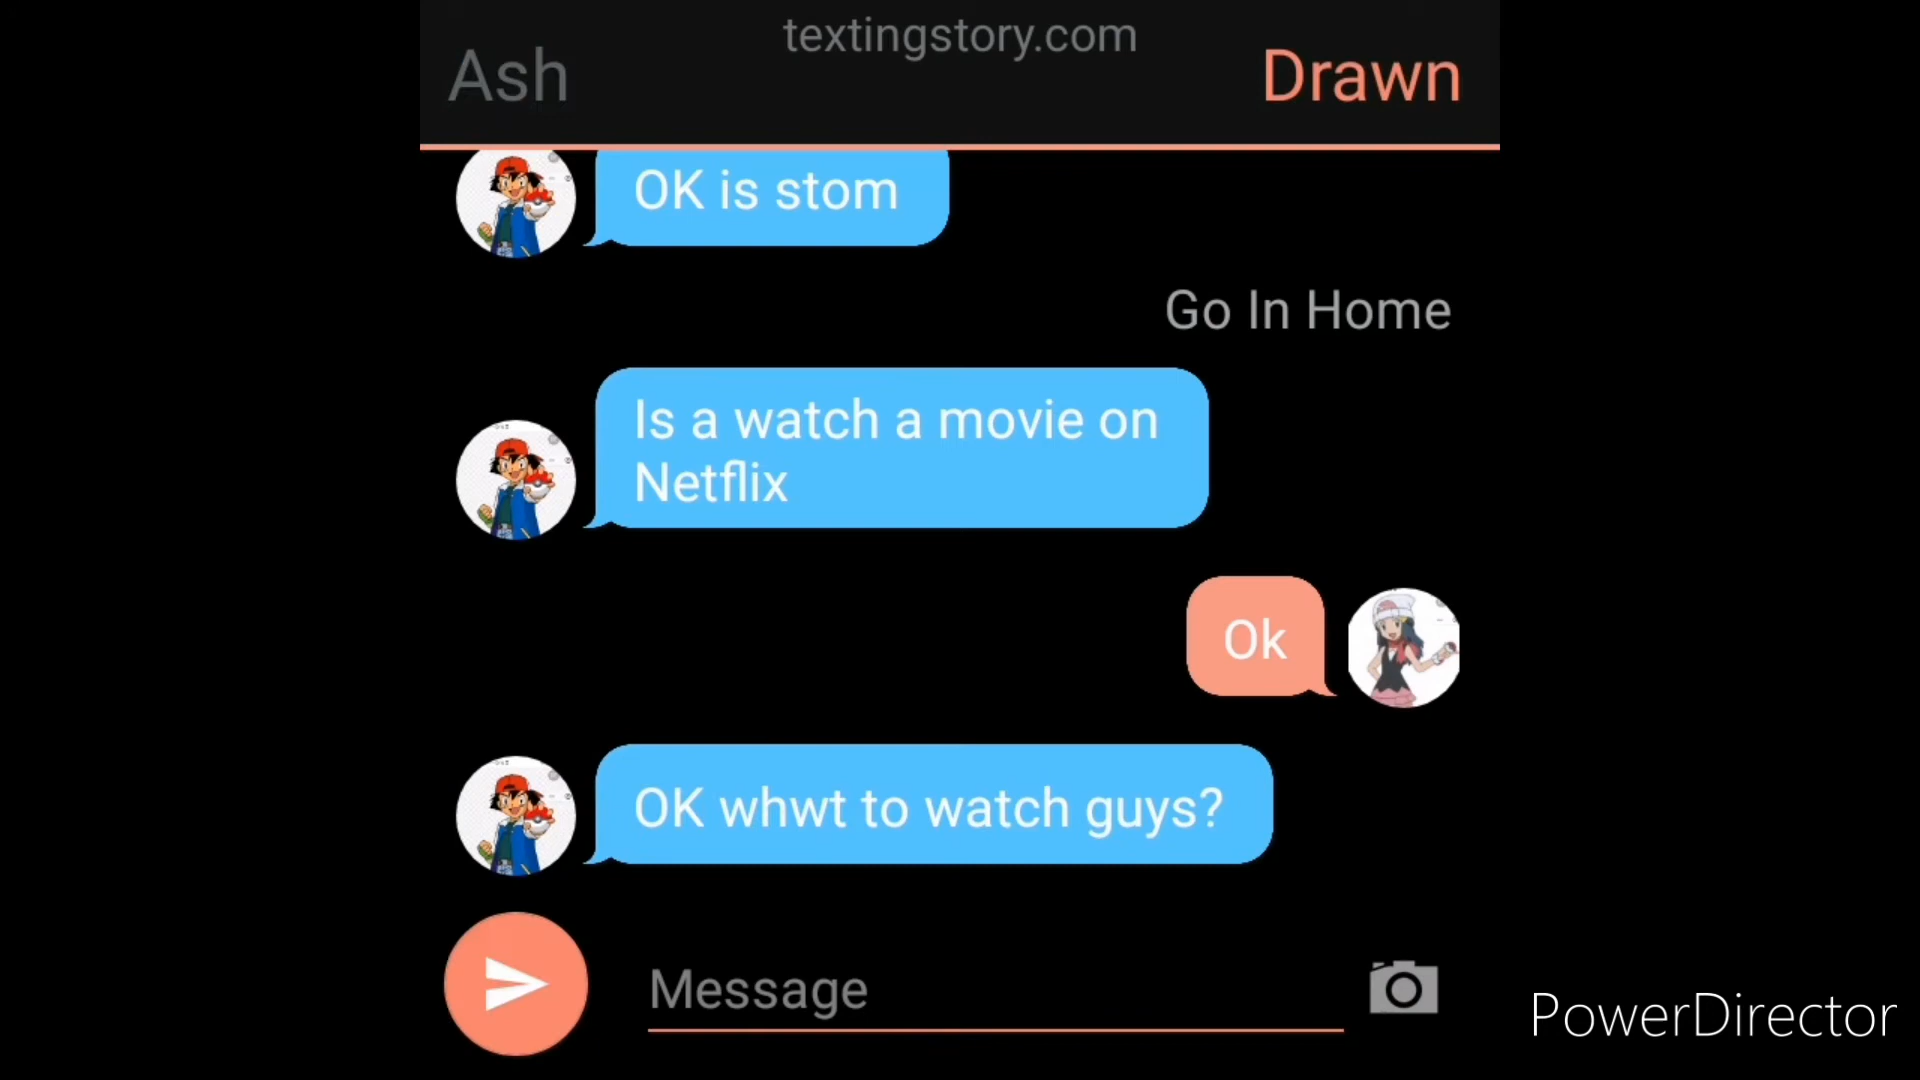 textingstory.com
Ash
Drawn
OK is stom
Go In Home
Is a watch a movie on
Netflix
Ok
OK whwt to watch guys?
Message
PowerDirector